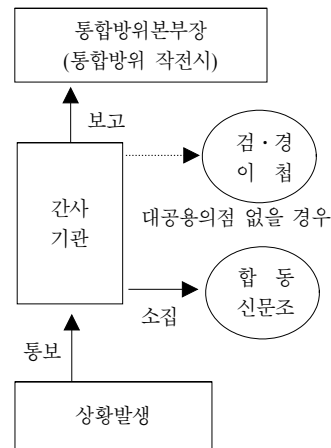 통합방위본부장
(통합방위 작전시)
보고
검·경
이 첩
간사
기관
대공용의점 없을 경우
합 동
신문조
소집
통보
상황발생